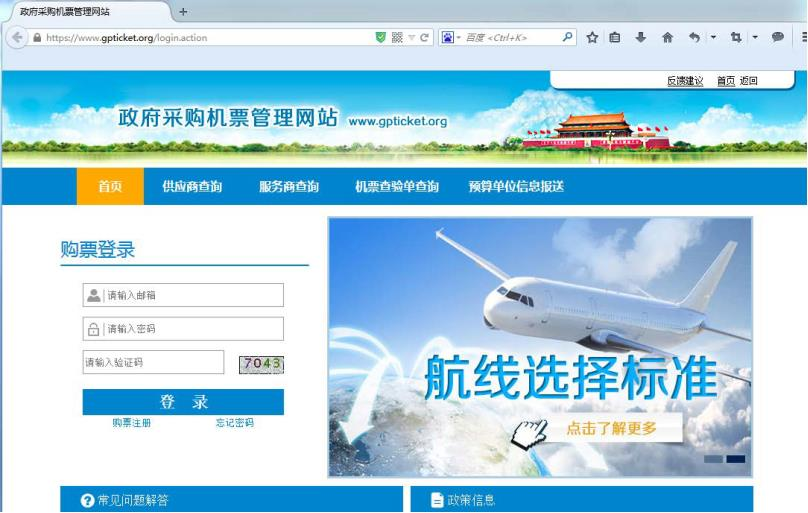 政府采购机票管理网站
https://www.gpticket.org/login.action
百度 <Ctrl+K>
反馈建议 首页 返回
政府采购机票管理网站 www.gpticket.org
首页 供应商查询 服务商查询 机票查验单查询 预算单位信息报送
购票登录
请输入邮箱
请输入密码
请输入验证码 7043
登 录
购票注册 忘记密码
航线选择标准
点击了解更多
常见问题解答 政策信息